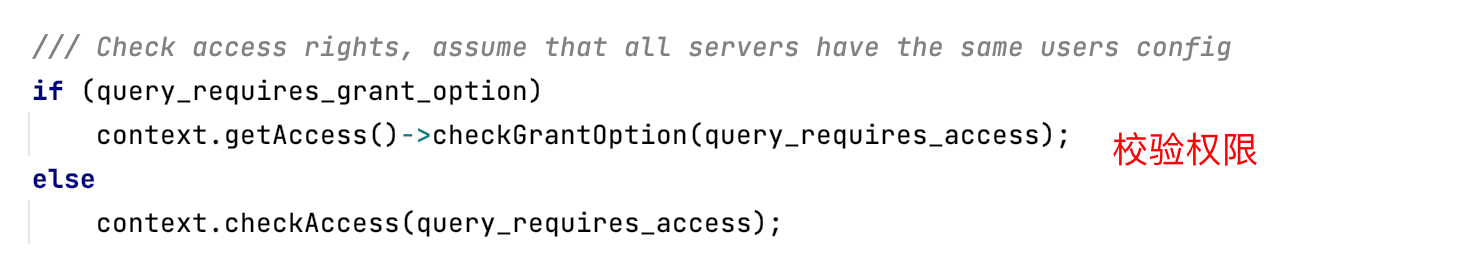 /// Check access rights, assume that all servers have the same users config
if (query_requires_grant_option)
    context.getAccess()->checkGrantOption(query_requires_access);
校验权限
else
    context.checkAccess(query_requires_access);